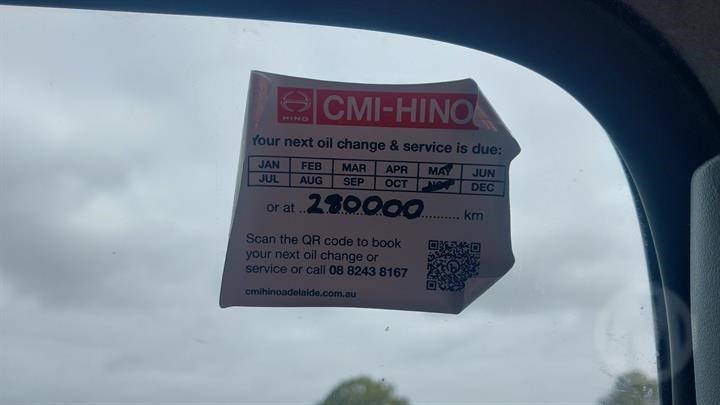 HINO
CMI-HINO
Your next oil change & service is due:
JAN FEB MAR APR MAY JUN
JUL AUG SEP OCT NOV DEC
or at ..280000.......... km
Scan the QR code to book
your next oil change or
service or call 08 8243 8167
cmihinoadelaide.com.au